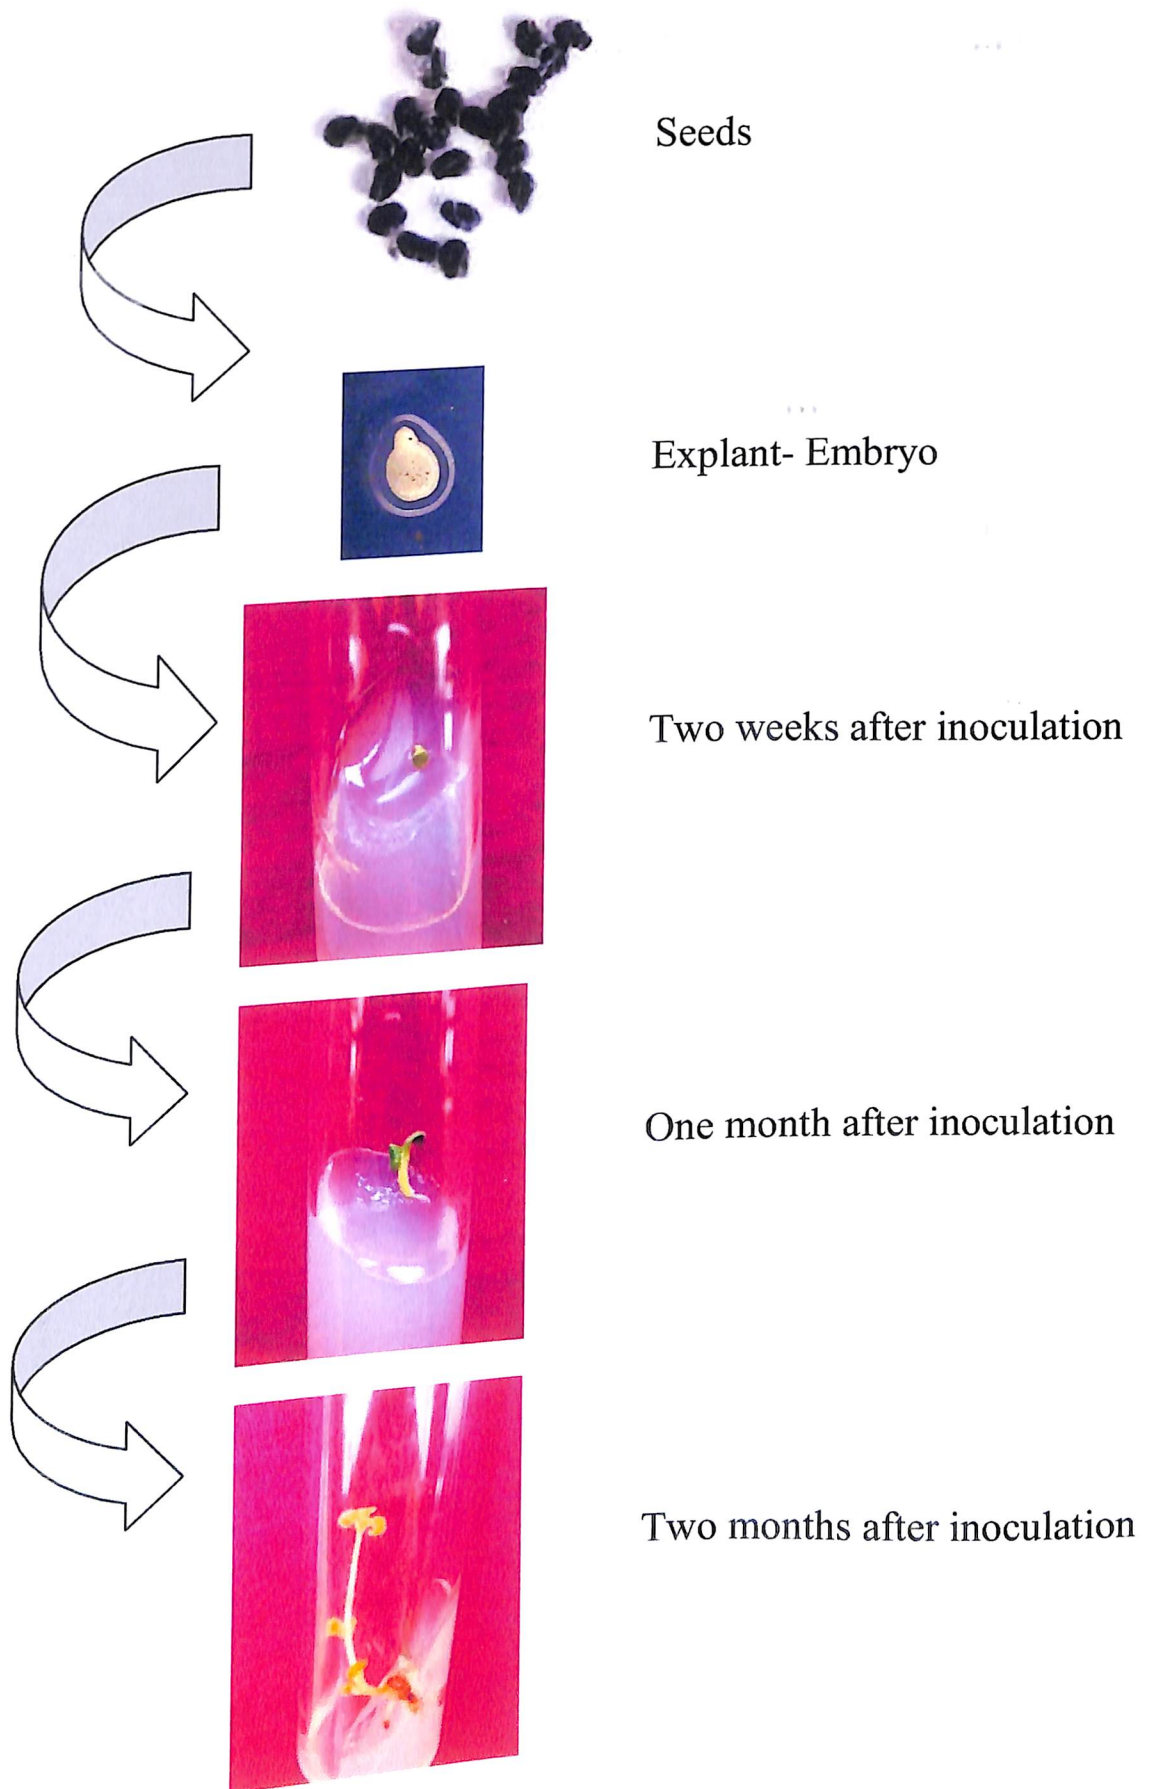 Seeds
Explant- Embryo
Two weeks after inoculation
One month after inoculation
Two months after inoculation